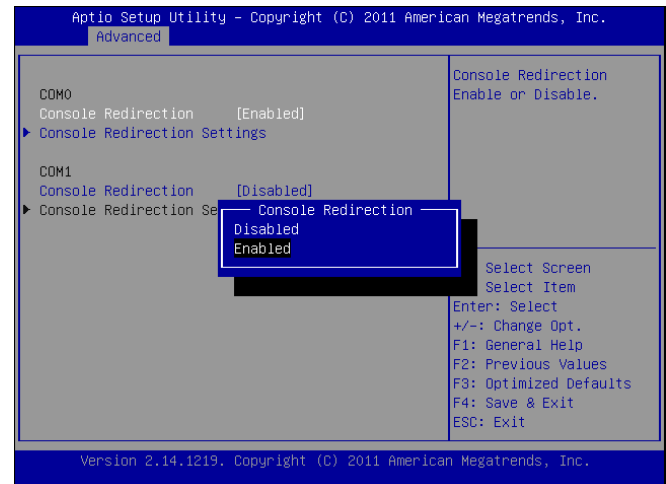 Aptio Setup Utility – Copyright (C) 2011 American Megatrends, Inc.
Advanced
COM0
Console Redirection [Enabled]
Console Redirection Settings
COM1
Console Redirection [Disabled]
Console Redirection Se
Console Redirection
Disabled
Enabled
Console Redirection
Enable or Disable.
Select Screen
Select Item
Enter: Select
+/-: Change Opt.
F1: General Help
F2: Previous Values
F3: Optimized Defaults
F4: Save & Exit
ESC: Exit
Version 2.14.1219. Copyright (C) 2011 American Megatrends, Inc.